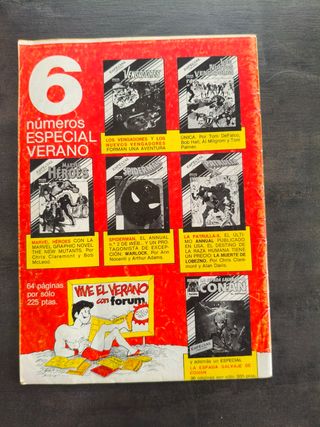 6
números
ESPECIAL
VERANO
LOS VENGADORES Y LOS
NUEVOS VENGADORES
FORMAN UNA AVENTURA
ÚNICA: Por Tom DeFalco,
Bob Hall, Al Milgrom y Tom
Palmer.
HEROES
SPIDERMAN
MARVEL HÉROES CON LA
MARVEL GRAPHIC NOVEL
THE NEW MUTANTS. Por
Chris Claremont y Bob
McLeod.
SPIDERMAN, EL ANNUAL
n.º 2 DE WEB... Y UN PRO-
TAGONISTA DE EXCEP-
CIÓN: WARLOCK. Por Ann
Nocenti y Arthur Adams.
LA PATRULLA-X, EL ÚLTI-
MO ANNUAL PUBLICADO
EN USA. EL DESTINO DE
LA RAZA HUMANA TIENE
UN PRECIO: LA MUERTE DE
LOBEZNO. Por Chris Clare-
mont y Alan Davis.
64 páginas
por sólo
225 ptas.
VIVE EL VERANO
con forum
CONAN
ESPECIAL
y además un ESPECIAL
LA ESPADA SALVAJE DE
CONAN